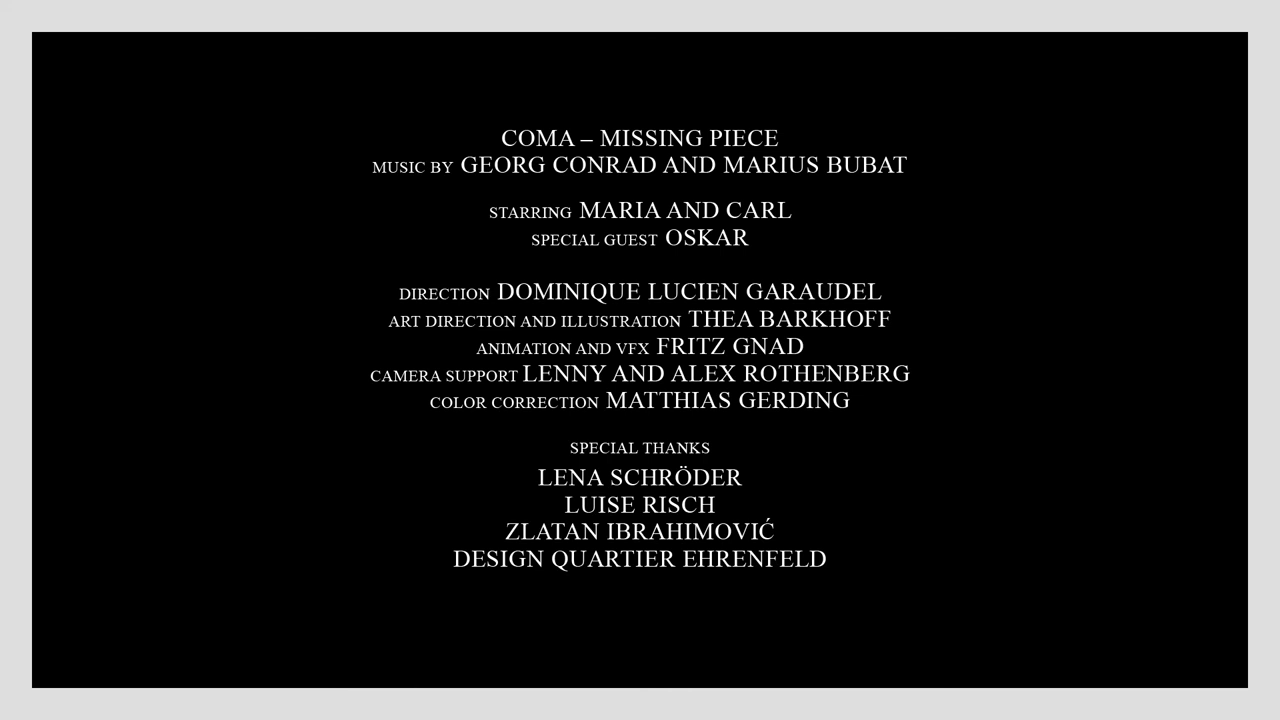 COMA – MISSING PIECE
MUSIC BY GEORG CONRAD AND MARIUS BUBAT
STARRING MARIA AND CARL
SPECIAL GUEST OSKAR
DIRECTION DOMINIQUE LUCIEN GARAUDEL
ART DIRECTION AND ILLUSTRATION THEA BARKHOFF
ANIMATION AND VFX FRITZ GNAD
CAMERA SUPPORT LENNY AND ALEX ROTHENBERG
COLOR CORRECTION MATTHIAS GERDING
SPECIAL THANKS
LENA SCHRÖDER
LUISE RISCH
ZLATAN IBRAHIMOVIĆ
DESIGN QUARTIER EHRENFELD